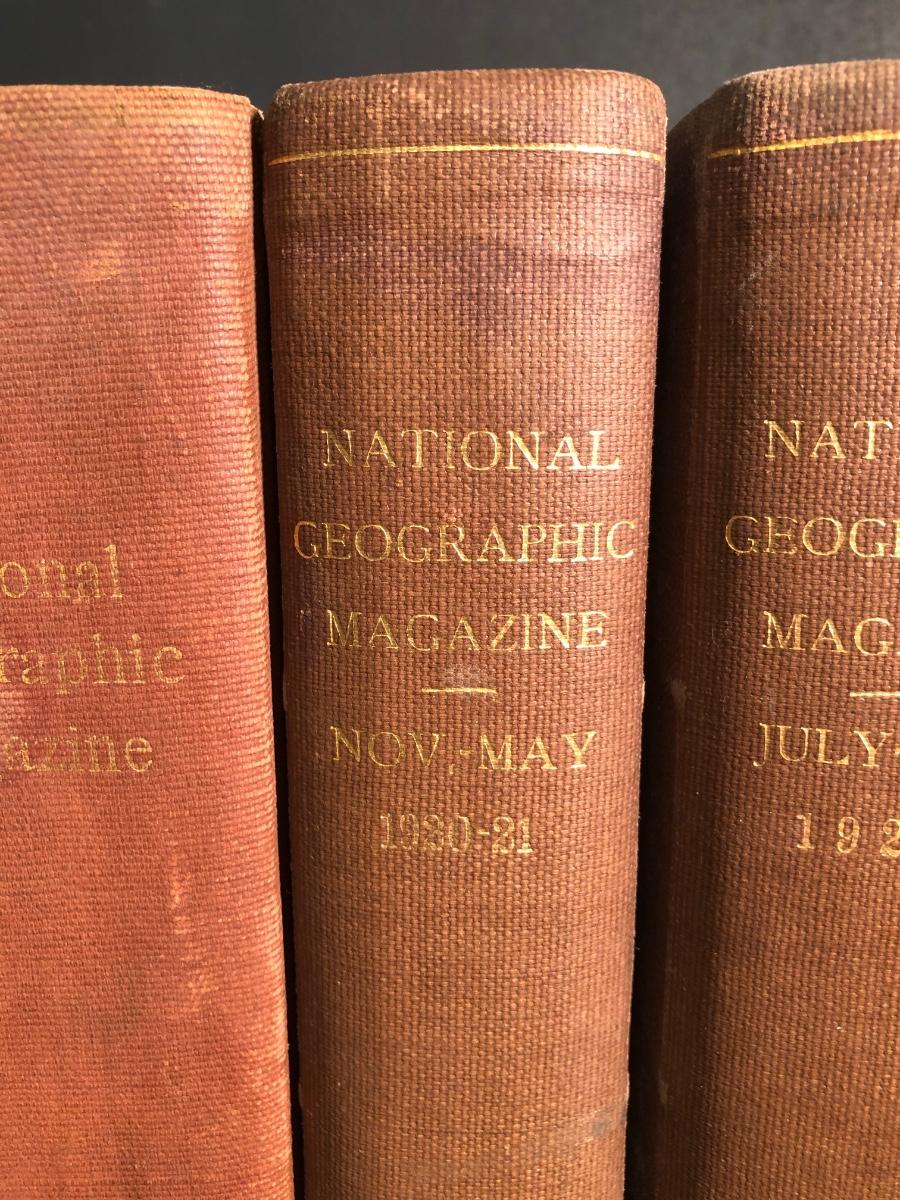 onal
raphic
azine
NATIONAL
GEOGRAPHIC
MAGAZINE
NOV.-MAY
1920-21
NAT
GEOG
MAG
JULY-
192